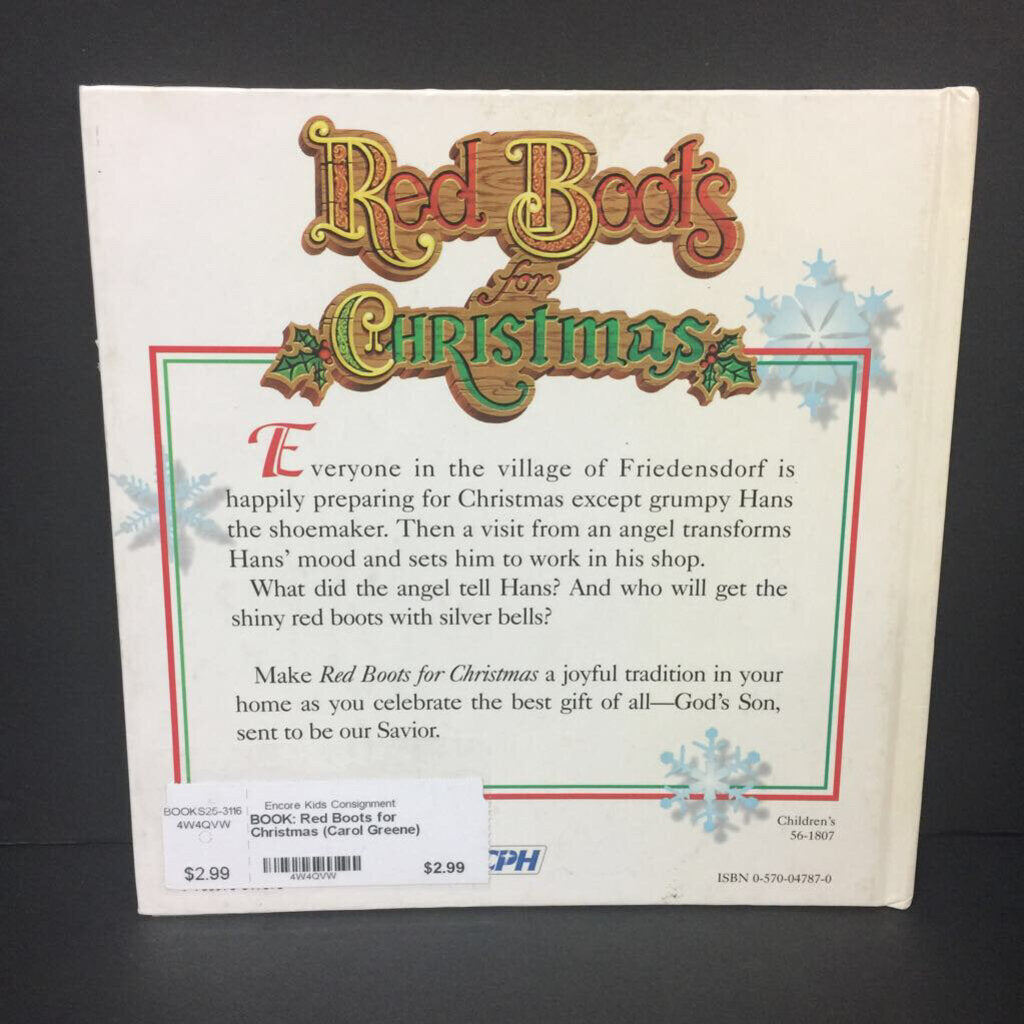 Red Boots
for
CHRISTMAS
Everyone in the village of Friedensdorf is
happily preparing for Christmas except grumpy Hans
the shoemaker. Then a visit from an angel transforms
Hans’ mood and sets him to work in his shop.
What did the angel tell Hans? And who will get the
shiny red boots with silver bells?
Make Red Boots for Christmas a joyful tradition in your
home as you celebrate the best gift of all—God’s Son,
sent to be our Savior.
BOOKS25-3116
4W4QVW
$2.99
Encore Kids Consignment
BOOK: Red Boots for
Christmas (Carol Greene)
4W4QVW
$2.99
CPH
Children’s
56-1807
ISBN 0-570-04787-0